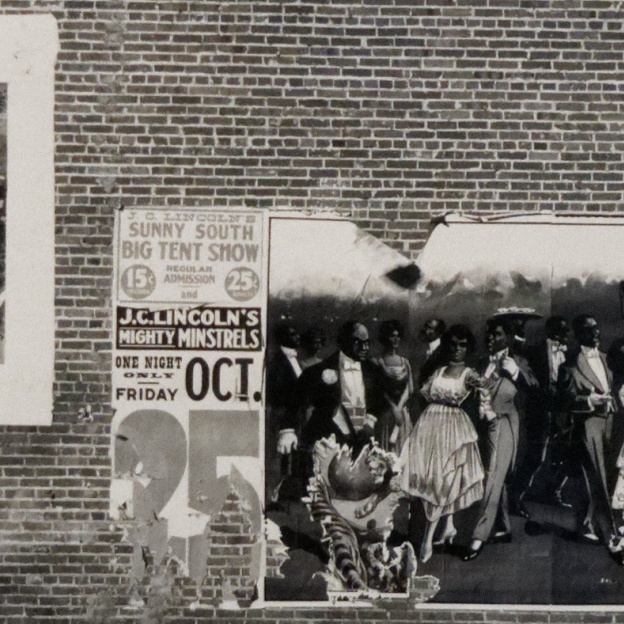 J. C. LINCOLN'S
SUNNY SOUTH
BIG TENT SHOW
15¢ REGULAR ADMISSION 25¢
and
J.C. LINCOLN'S
MIGHTY MINSTRELS
ONE NIGHT
ONLY
FRIDAY OCT.
25